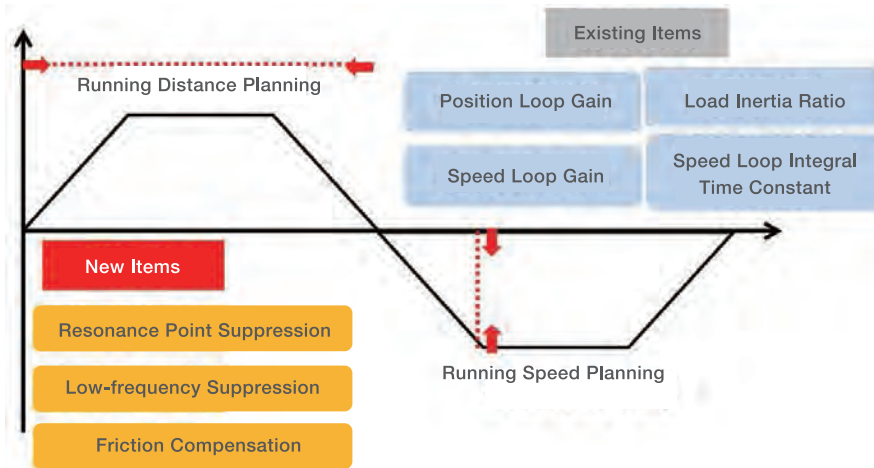 Existing Items
Running Distance Planning
Position Loop Gain
Load Inertia Ratio
Speed Loop Gain
Speed Loop Integral
Time Constant
New Items
Resonance Point Suppression
Low-frequency Suppression
Friction Compensation
Running Speed Planning